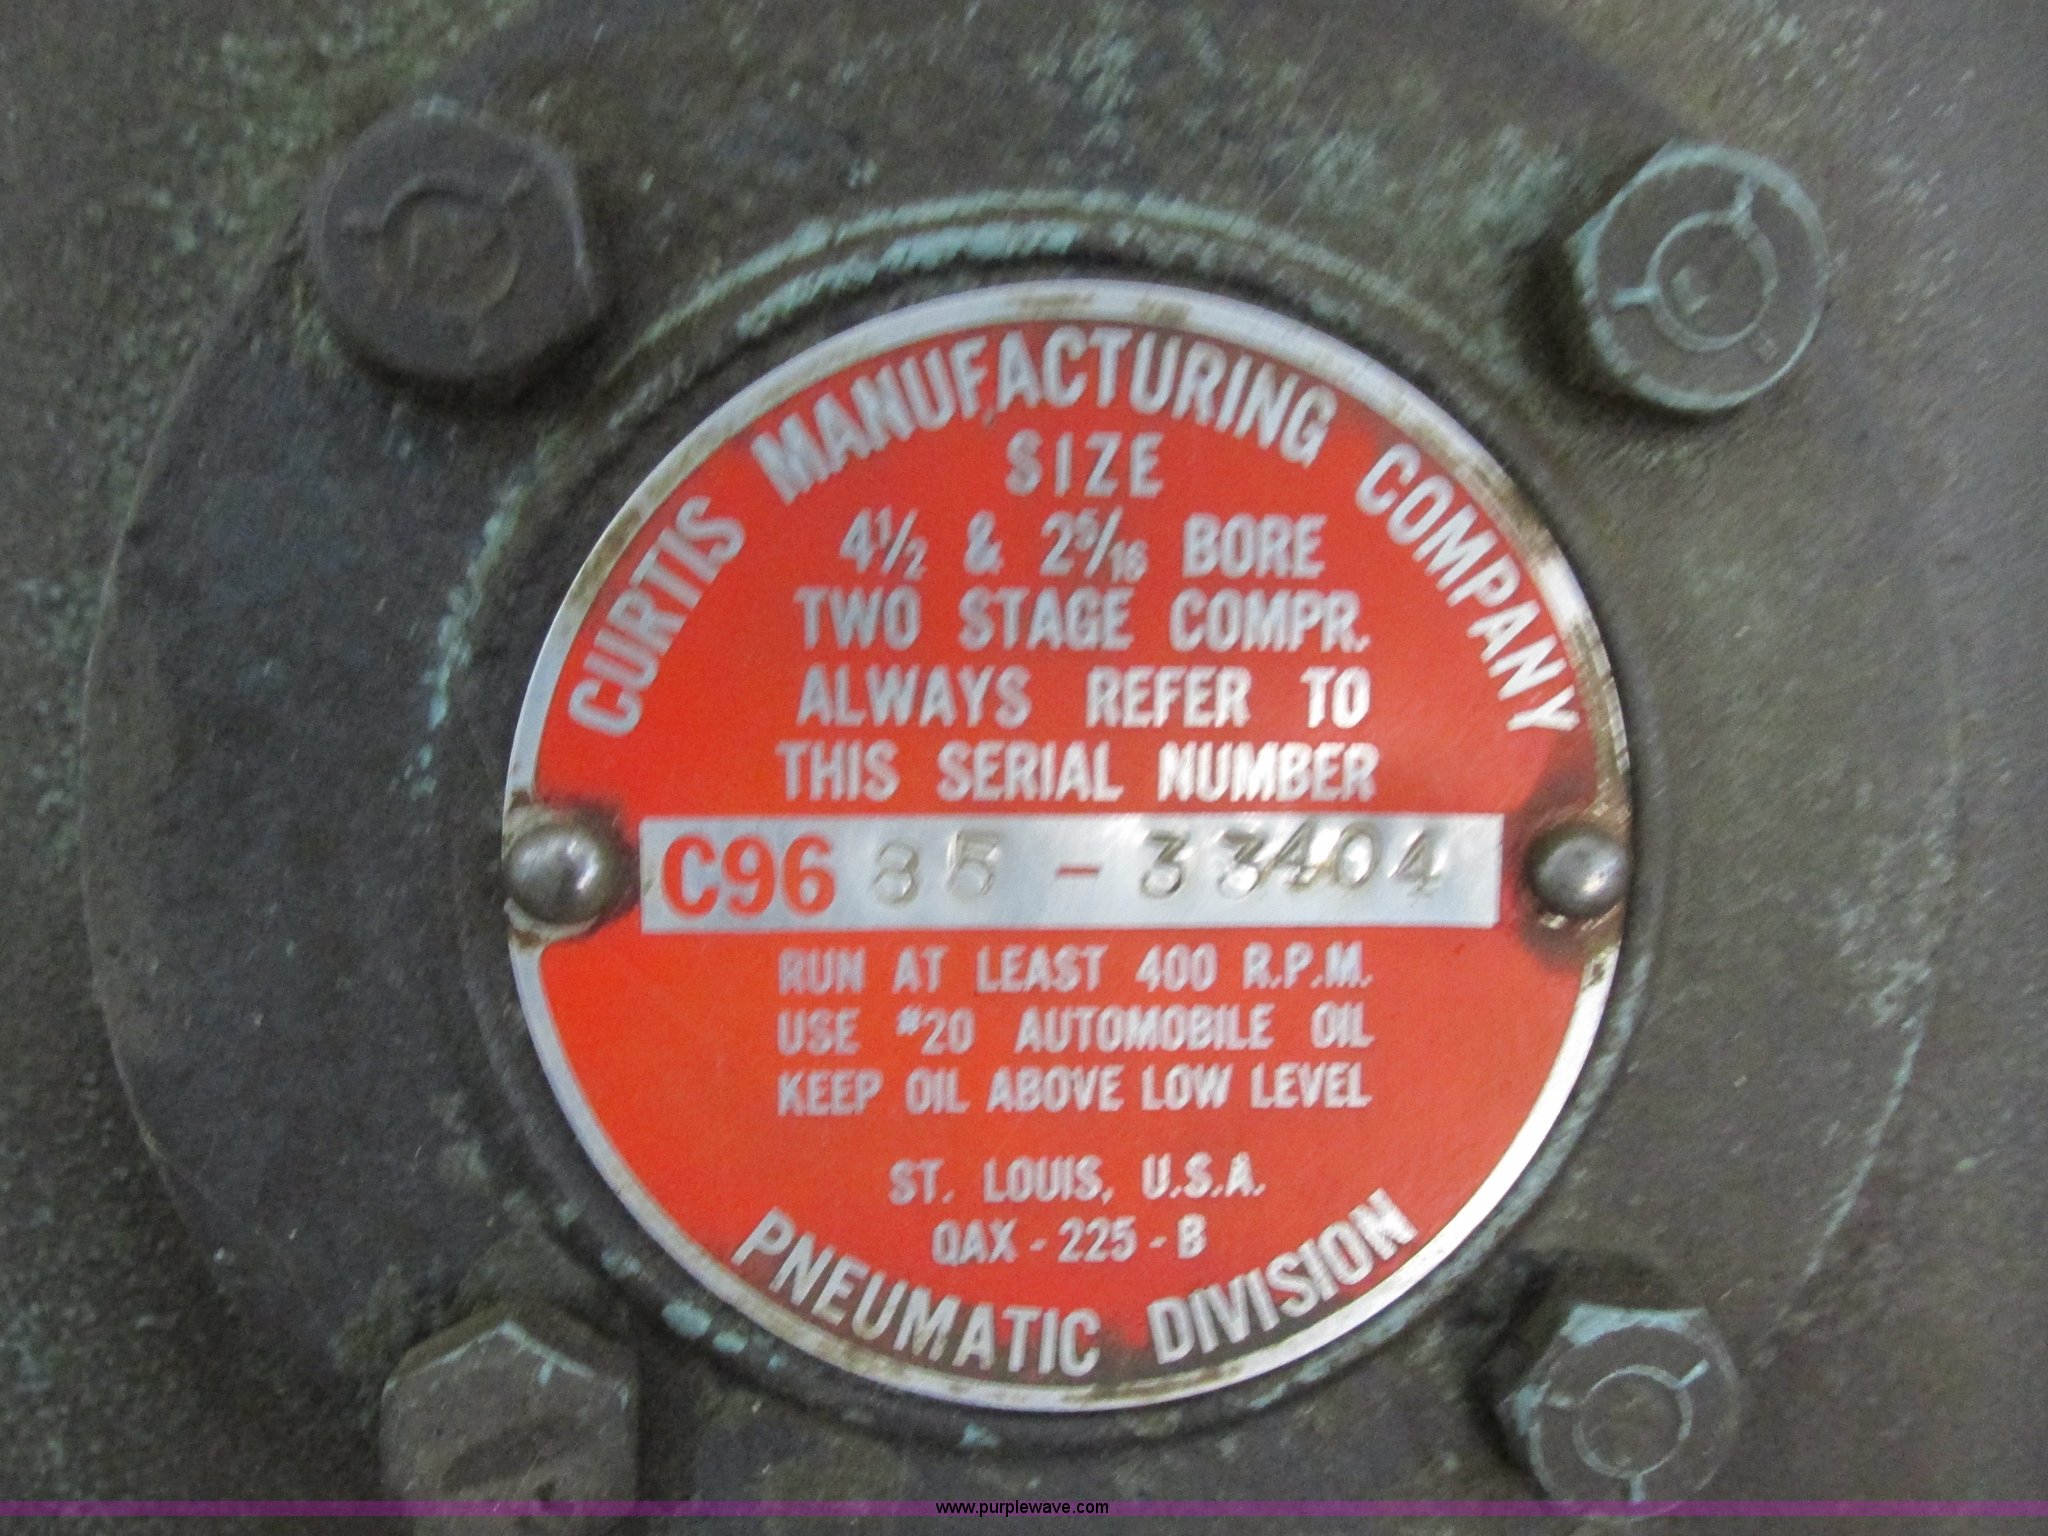 CURTIS MANUFACTURING COMPANY
SIZE
4½ & 2⁵⁄₁₆ BORE
TWO STAGE COMPR.
ALWAYS REFER TO
THIS SERIAL NUMBER
C96 85 - 33404
RUN AT LEAST 400 R.P.M.
USE #20 AUTOMOBILE OIL
KEEP OIL ABOVE LOW LEVEL
ST. LOUIS, U.S.A.
QAX - 225 - B
PNEUMATIC DIVISION
www.purplewave.com